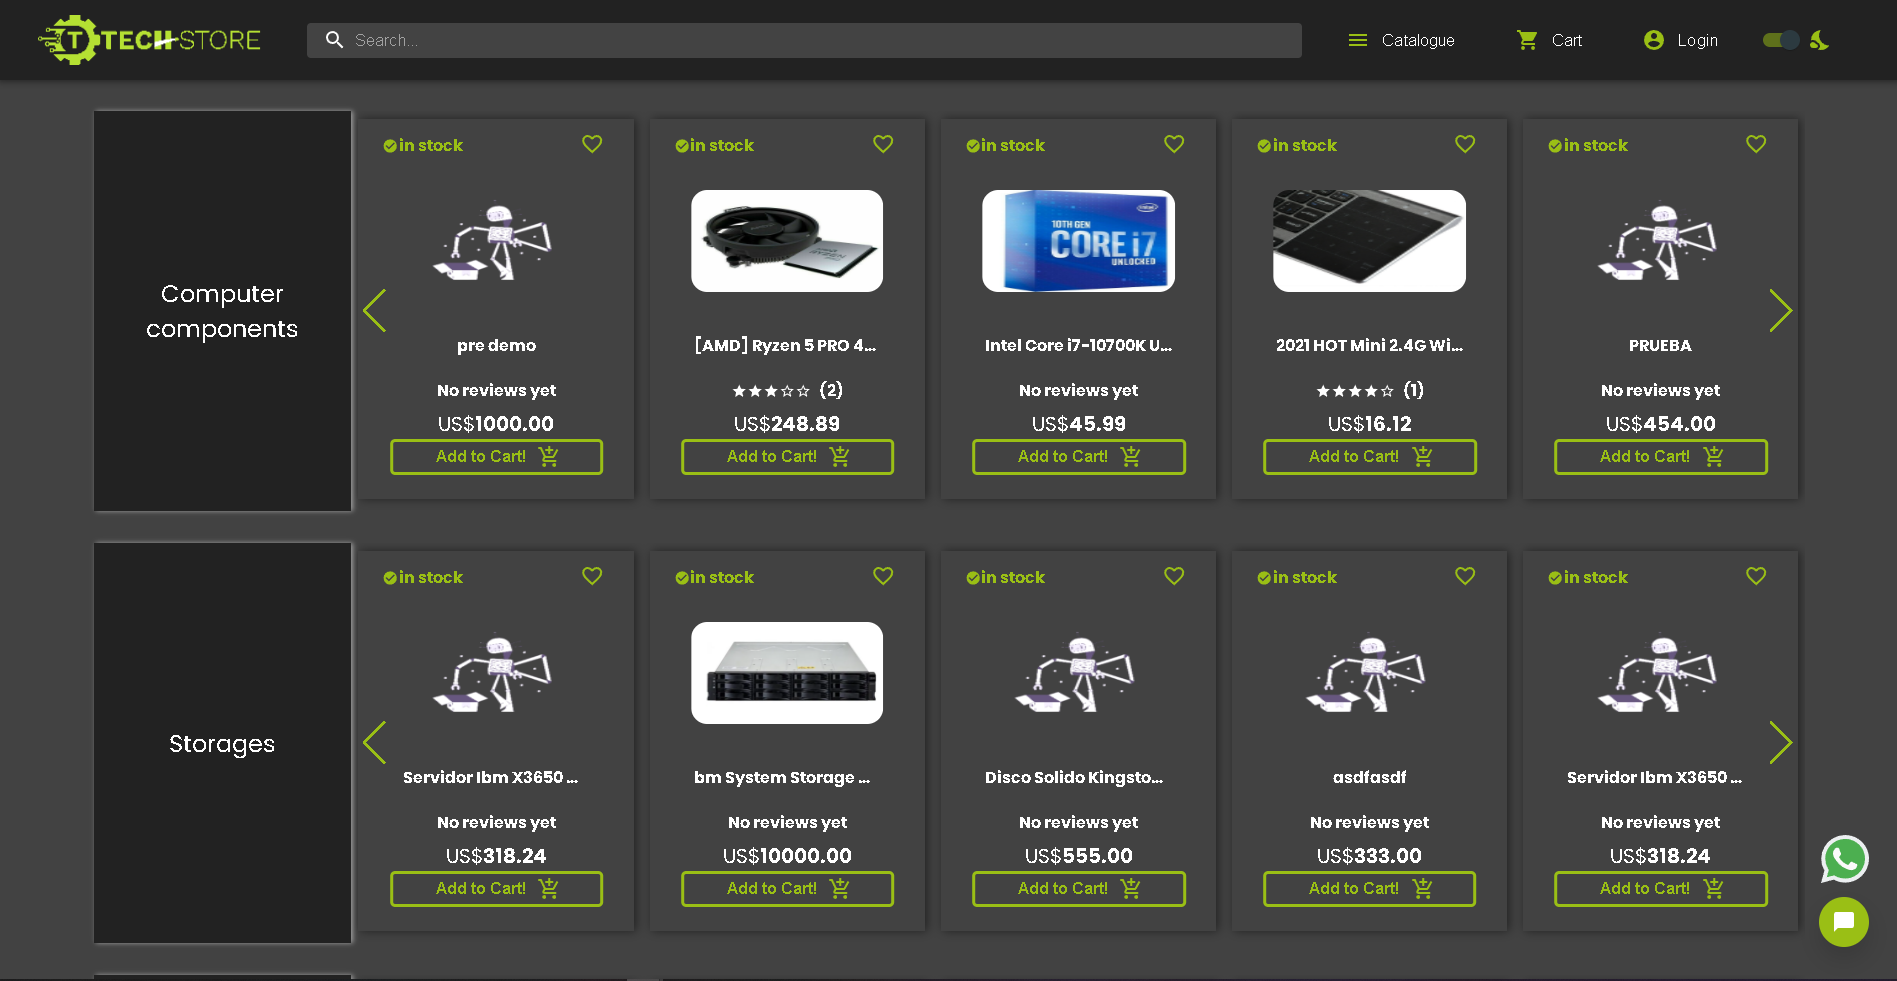 T TECH-STORE
Search...
Catalogue
Cart
Login
Computer
components
in stock
pre demo
No reviews yet
US$1000.00
Add to Cart!
in stock
[AMD] Ryzen 5 PRO 4...
(2)
US$248.89
Add to Cart!
in stock
10TH GEN
CORE i7
UNLOCKED
Intel Core i7-10700K U...
No reviews yet
US$45.99
Add to Cart!
in stock
2021 HOT Mini 2.4G Wi...
(1)
US$16.12
Add to Cart!
in stock
PRUEBA
No reviews yet
US$454.00
Add to Cart!
Storages
in stock
Servidor Ibm X3650 ...
No reviews yet
US$318.24
Add to Cart!
in stock
bm System Storage ...
No reviews yet
US$10000.00
Add to Cart!
in stock
Disco Solido Kingsto...
No reviews yet
US$555.00
Add to Cart!
in stock
asdfasdf
No reviews yet
US$333.00
Add to Cart!
in stock
Servidor Ibm X3650 ...
No reviews yet
US$318.24
Add to Cart!